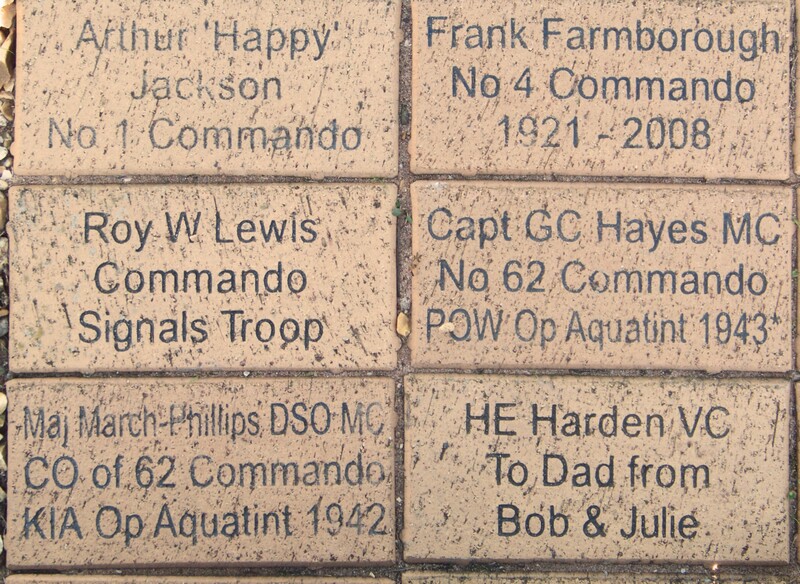 Arthur 'Happy'
Jackson
No 1 Commando
Frank Farmborough
No 4 Commando
1921 - 2008
Roy W Lewis
Commando
Signals Troop
Capt GC Hayes MC
No 62 Commando
POW Op Aquatint 1943*
Maj March-Phillips DSO MC
CO of 62 Commando
KIA Op Aquatint 1942
HE Harden VC
To Dad from
Bob & Julie